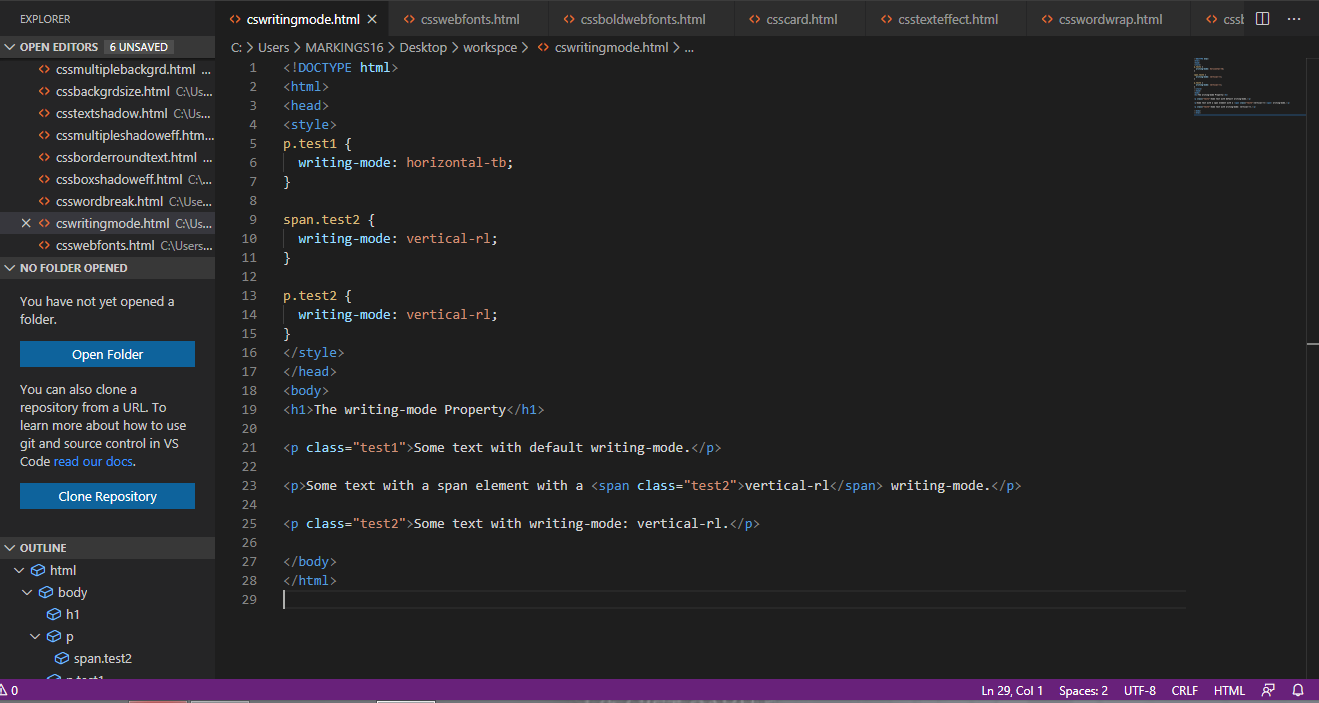 EXPLORER
OPEN EDITORS 6 UNSAVED
cssmultiplebackgrd.html ...
cssbackgrdsize.html C:\Us...
csstextshadow.html C:\Us...
cssmultipleshadoweff.htm...
cssborderroundtext.html ...
cssboxshadoweff.html C:\...
csswordbreak.html C:\Use...
cswritingmode.html C:\Us...
csswebfonts.html C:\Users...
NO FOLDER OPENED
You have not yet opened a
folder.
Open Folder
You can also clone a
repository from a URL. To
learn more about how to use
git and source control in VS
Code read our docs.
Clone Repository
OUTLINE
html
body
h1
p
span.test2
p.test1
cswritingmode.html csswebfonts.html cssboldwebfonts.html csscard.html csstexteffect.html csswordwrap.html cssb
C: > Users > MARKINGS16 > Desktop > workspce > cswritingmode.html > ...
1 <!DOCTYPE html>
2 <html>
3 <head>
4 <style>
5 p.test1 {
6 writing-mode: horizontal-tb;
7 }
8
9 span.test2 {
10 writing-mode: vertical-rl;
11 }
12
13 p.test2 {
14 writing-mode: vertical-rl;
15 }
16 </style>
17 </head>
18 <body>
19 <h1>The writing-mode Property</h1>
20
21 <p class="test1">Some text with default writing-mode.</p>
22
23 <p>Some text with a span element with a <span class="test2">vertical-rl</span> writing-mode.</p>
24
25 <p class="test2">Some text with writing-mode: vertical-rl.</p>
26
27 </body>
28 </html>
29
0 Ln 29, Col 1 Spaces: 2 UTF-8 CRLF HTML